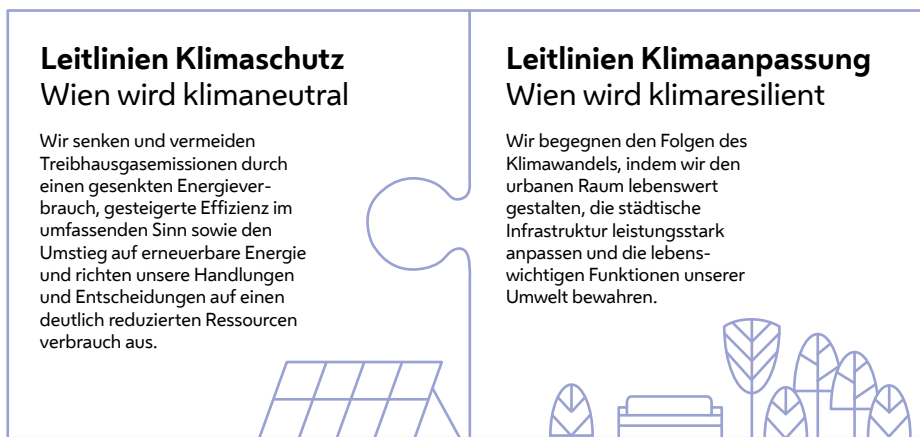 Leitlinien Klimaschutz
Wien wird klimaneutral
Wir senken und vermeiden
Treibhausgasemissionen durch
einen gesenkten Energiever-
brauch, gesteigerte Effizienz im
umfassenden Sinn sowie den
Umstieg auf erneuerbare Energie
und richten unsere Handlungen
und Entscheidungen auf einen
deutlich reduzierten Ressourcen
verbrauch aus.
Leitlinien Klimaanpassung
Wien wird klimaresilient
Wir begegnen den Folgen des
Klimawandels, indem wir den
urbanen Raum lebenswert
gestalten, die städtische
Infrastruktur leistungsstark
anpassen und die lebens-
wichtigen Funktionen unserer
Umwelt bewahren.